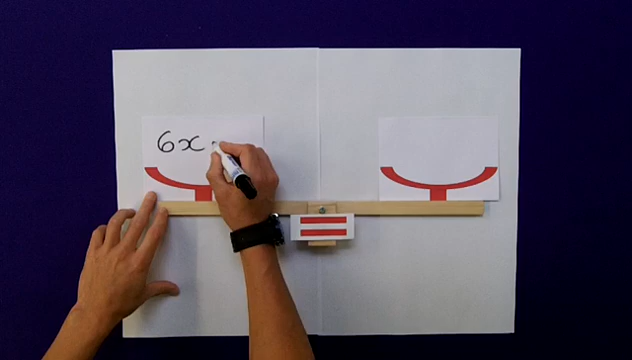 6x
=